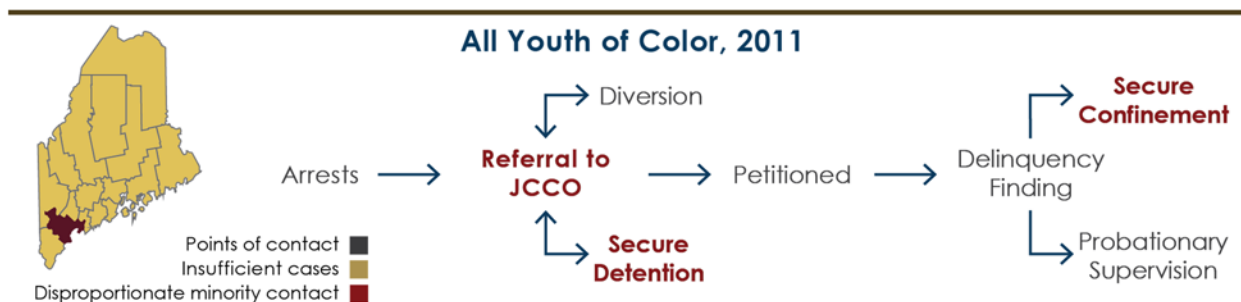 All Youth of Color, 2011
Diversion
Secure
Confinement
Arrests
Referral to
JCCO
Petitioned
Delinquency
Finding
Points of contact
Insufficient cases
Disproportionate minority contact
Secure
Detention
Probationary
Supervision